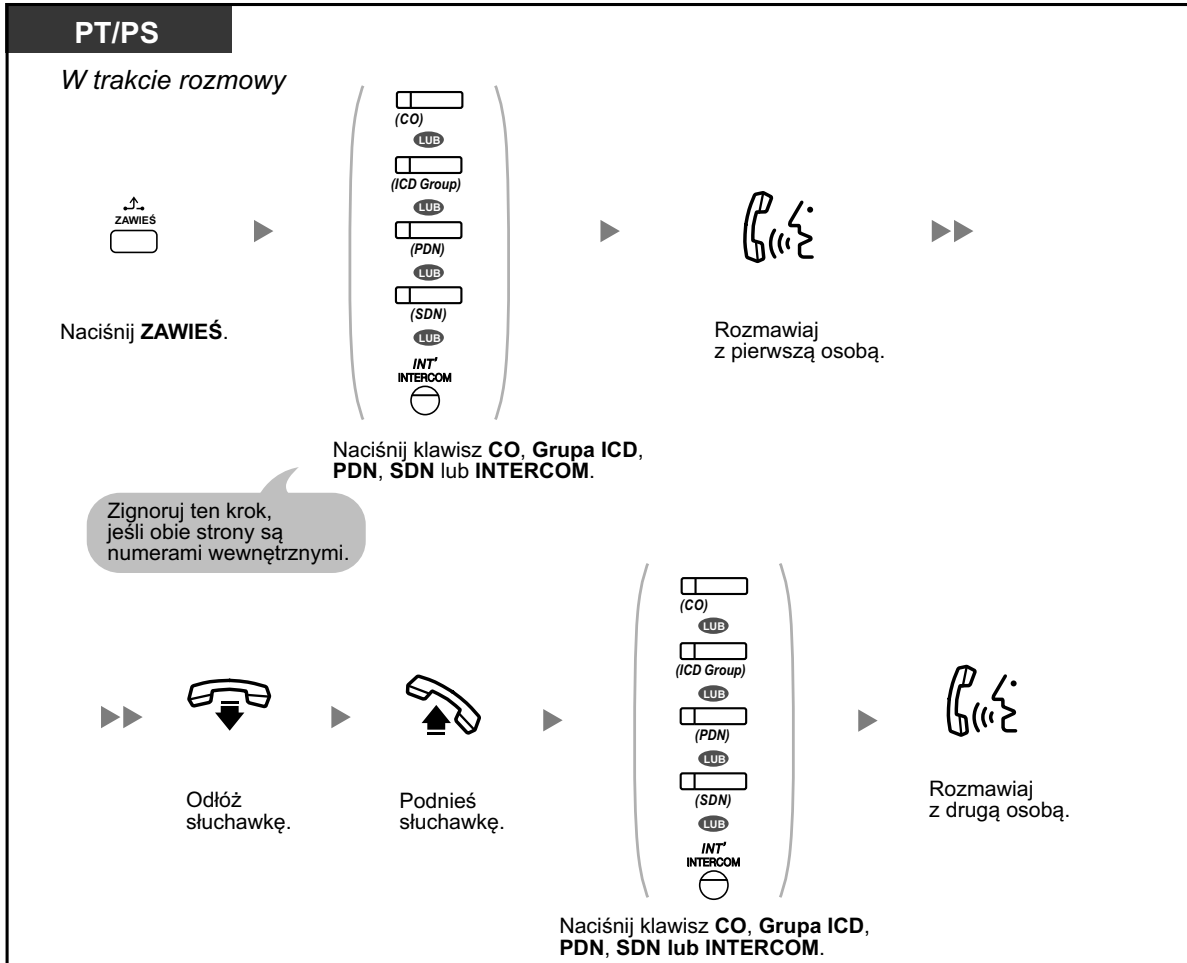 PT/PS
W trakcie rozmowy
ZAWIEŚ
Naciśnij ZAWIEŚ.
(CO)
LUB
(ICD Group)
LUB
(PDN)
LUB
(SDN)
LUB
INT'
INTERCOM
Naciśnij klawisz CO, Grupa ICD,
PDN, SDN lub INTERCOM.
Zignoruj ten krok,
jeśli obie strony są
numerami wewnętrznymi.
Rozmawiaj
z pierwszą osobą.
Odłóż
słuchawkę.
Podnieś
słuchawkę.
(CO)
LUB
(ICD Group)
LUB
(PDN)
LUB
(SDN)
LUB
INT'
INTERCOM
Naciśnij klawisz CO, Grupa ICD,
PDN, SDN lub INTERCOM.
Rozmawiaj
z drugą osobą.